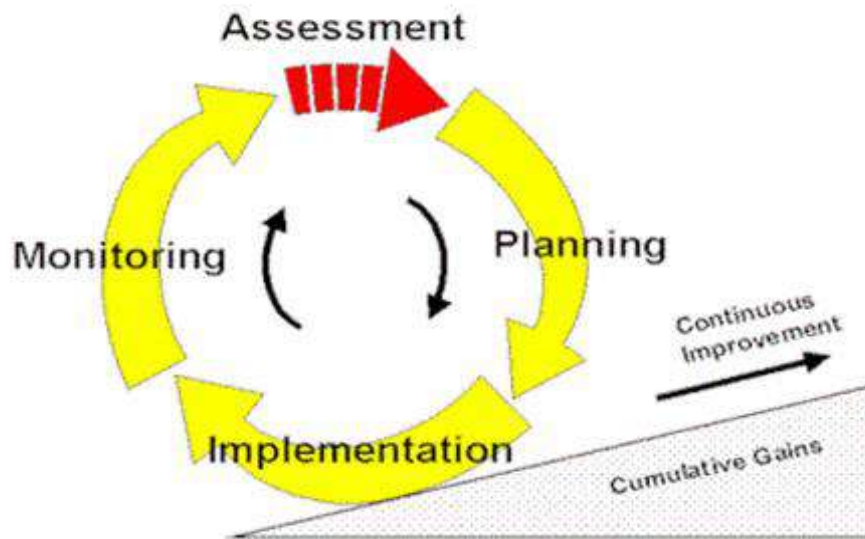 Assessment
Monitoring
Planning
Continuous
Improvement
Implementation
Cumulative Gains